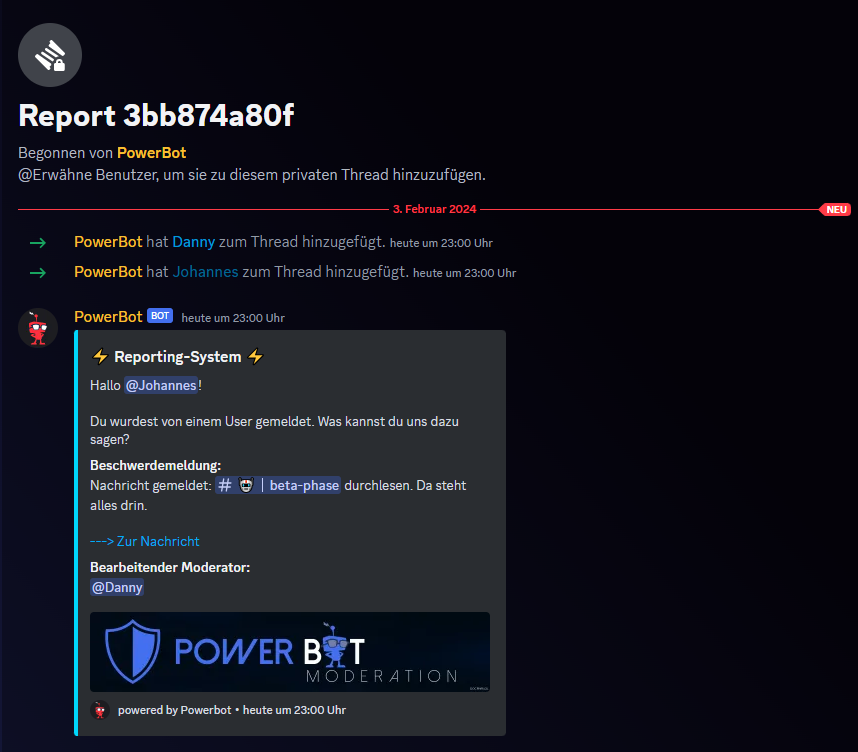 Report 3bb874a80f
Begonnen von PowerBot
@Erwähne Benutzer, um sie zu diesem privaten Thread hinzuzufügen.
3. Februar 2024 NEU
PowerBot hat Danny zum Thread hinzugefügt. heute um 23:00 Uhr
PowerBot hat Johannes zum Thread hinzugefügt. heute um 23:00 Uhr
PowerBot BOT heute um 23:00 Uhr
⚡ Reporting-System ⚡
Hallo @Johannes!
Du wurdest von einem User gemeldet. Was kannst du uns dazu
sagen?
Beschwerdemeldung:
Nachricht gemeldet: # | beta-phase durchlesen. Da steht
alles drin.
---> Zur Nachricht
Bearbeitender Moderator:
@Danny
POWER BOT
MODERATION
powered by Powerbot • heute um 23:00 Uhr